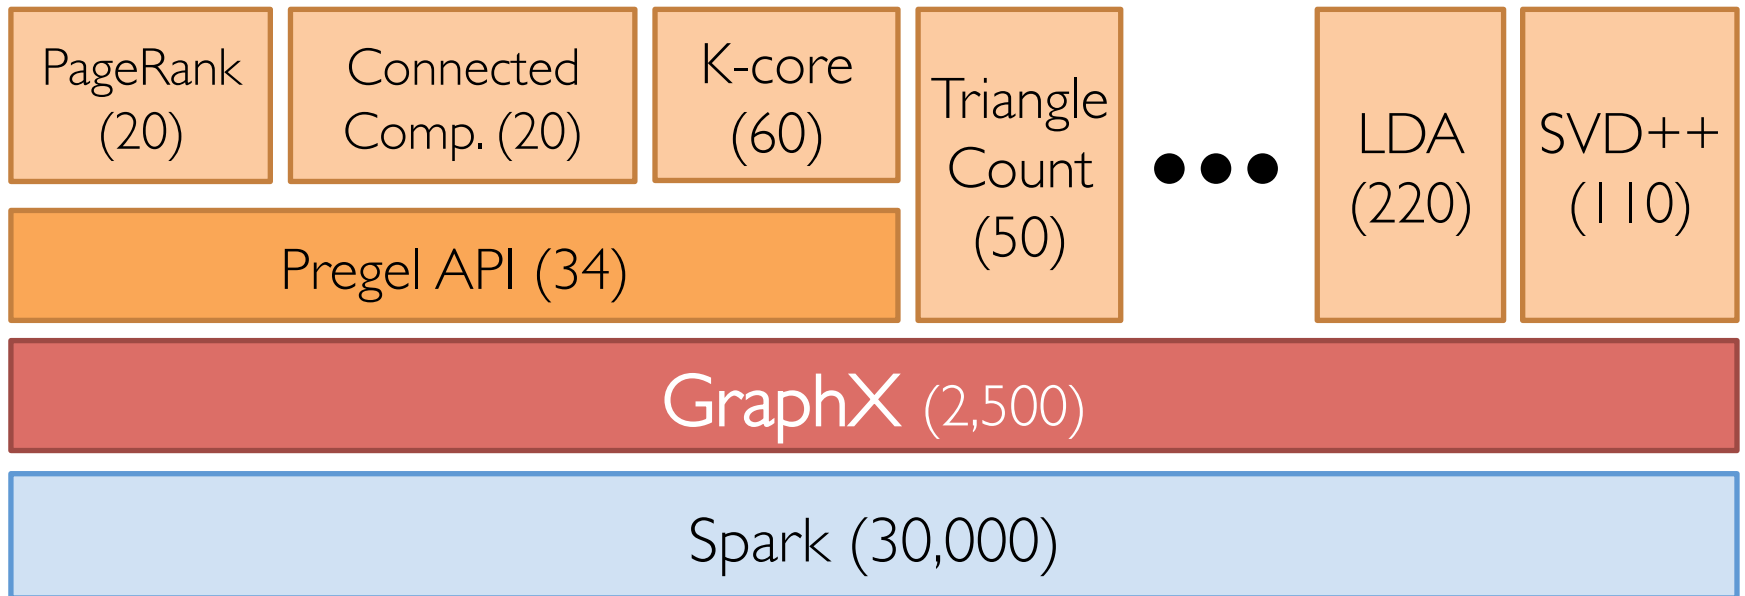 PageRank
(20)
Connected
Comp. (20)
K-core
(60)
Triangle
Count
(50)
LDA
(220)
SVD++
(110)
Pregel API (34)
GraphX (2,500)
Spark (30,000)